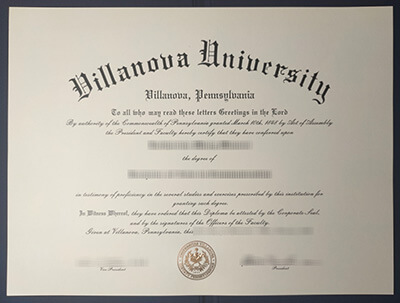 Villanova University
Villanova, Pennsylvania
To all who may read these letters Greetings in the Lord
By authority of the Commonwealth of Pennsylvania granted March 10th, 1848 by Act of Assembly
the President and Faculty hereby certify that they have conferred upon
the degree of
in testimony of proficiency in the several studies and exercises prescribed by this institution for
granting such degree.
In Witness Whereof, they have ordered that this Diploma be attested by the Corporate Seal,
and by the signatures of the Officers of the Faculty.
Given at Villanova, Pennsylvania, this
Vice President
President